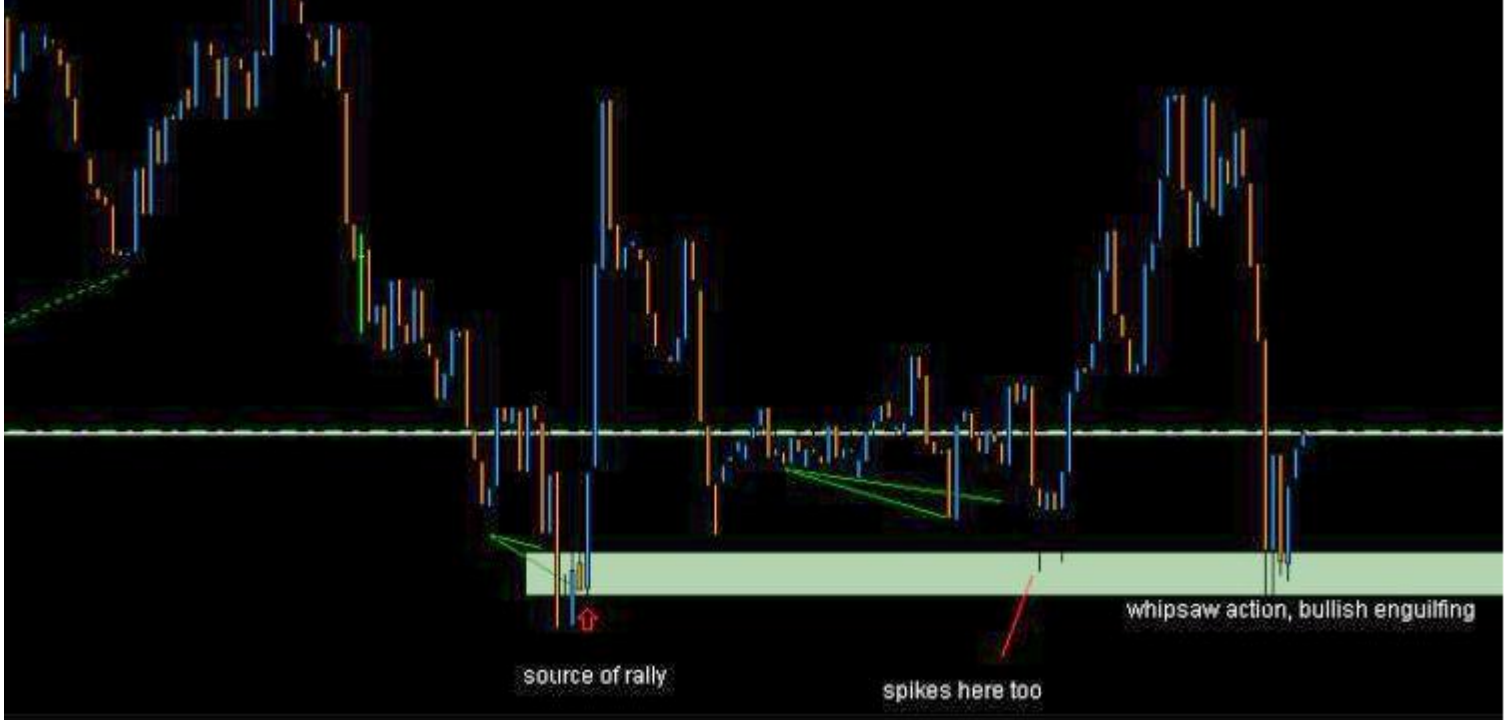 whipsaw action, bullish enguilfing
source of rally
spikes here too